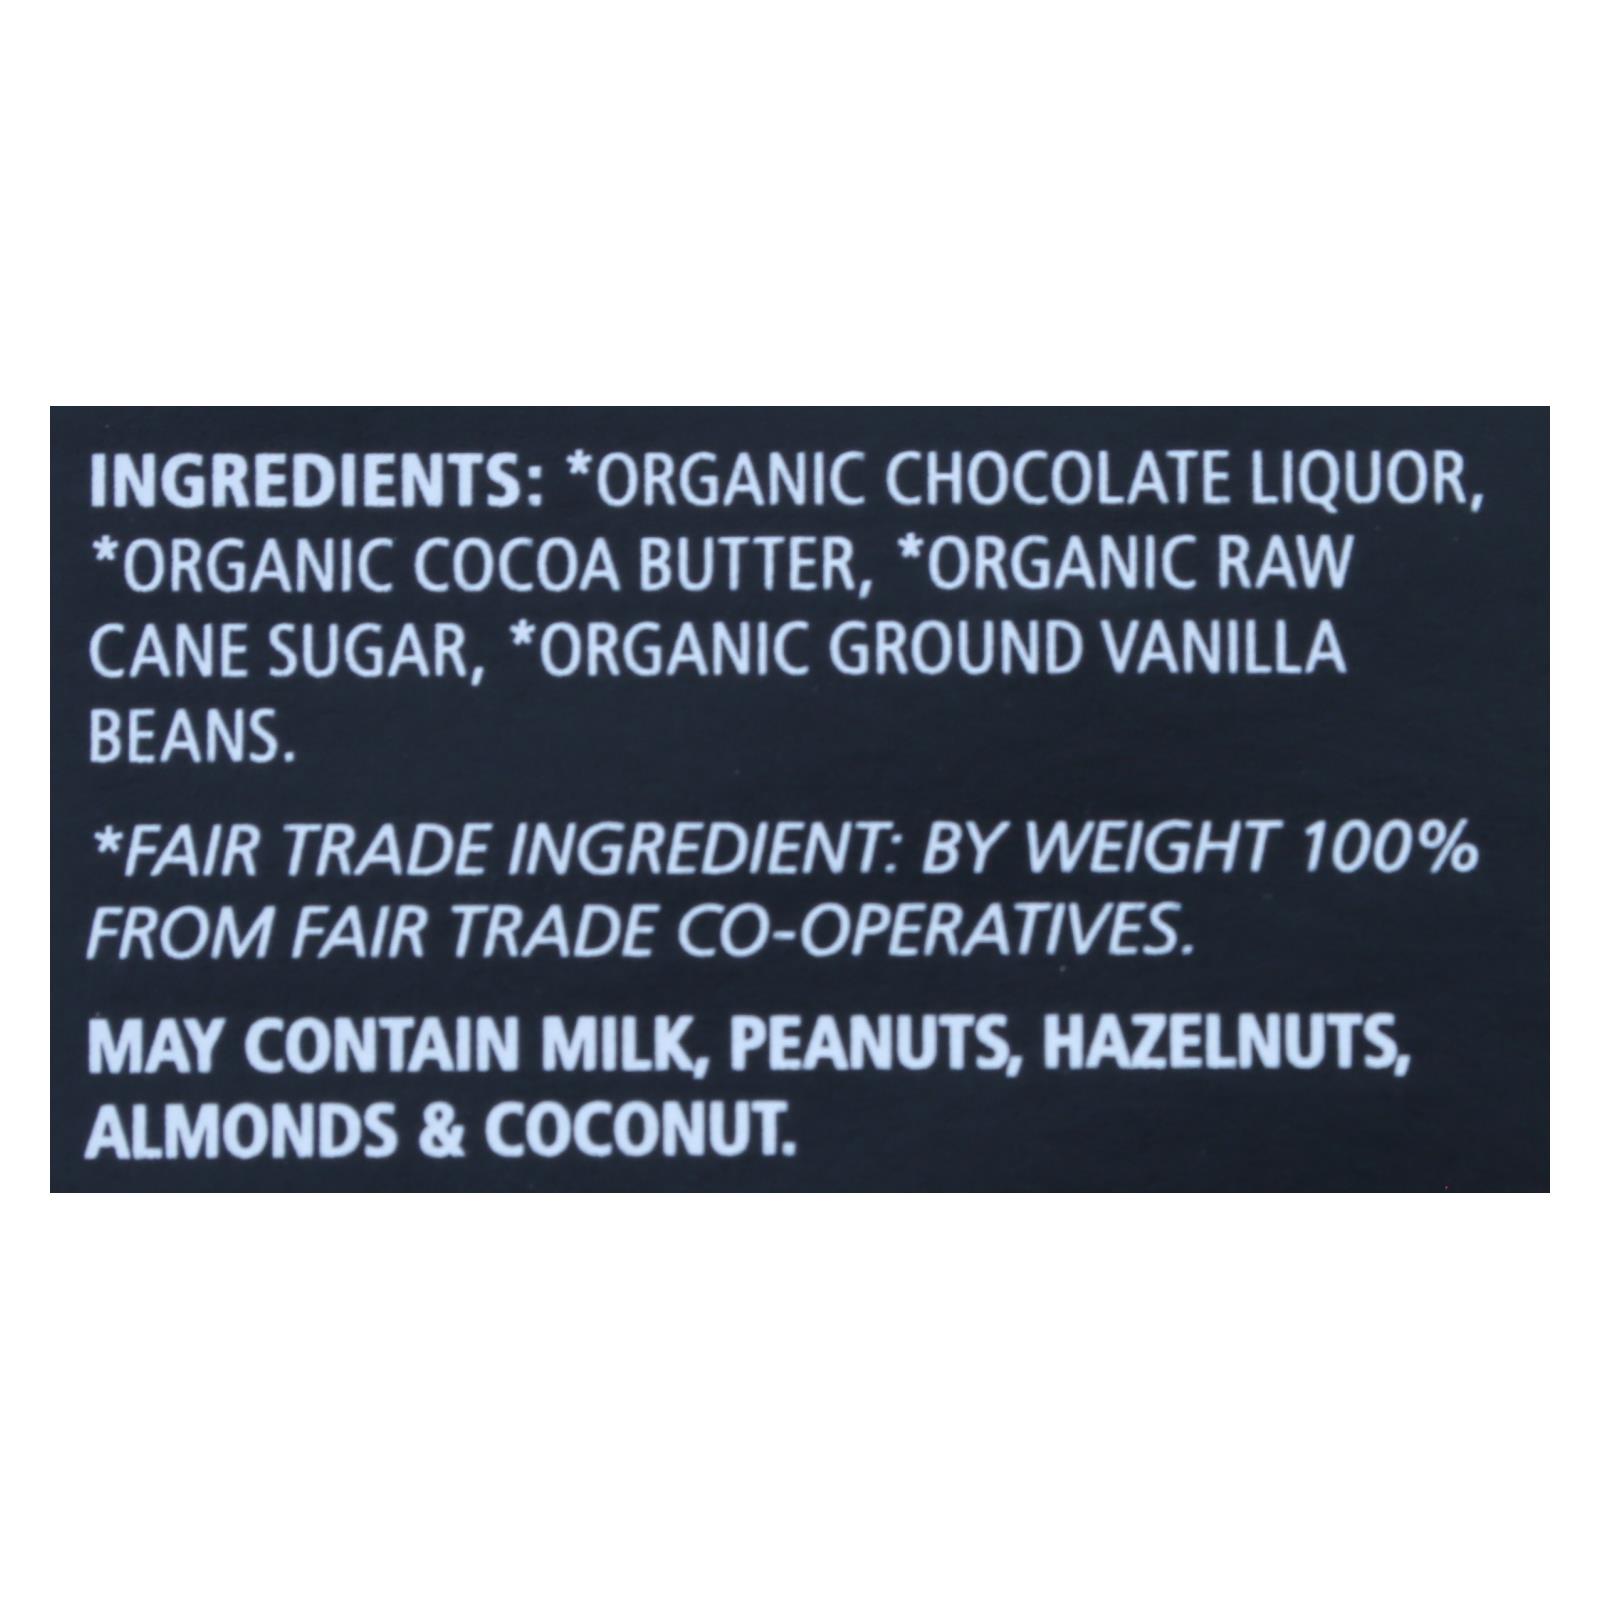 INGREDIENTS: *ORGANIC CHOCOLATE LIQUOR,
*ORGANIC COCOA BUTTER, *ORGANIC RAW
CANE SUGAR, *ORGANIC GROUND VANILLA
BEANS.
*FAIR TRADE INGREDIENT: BY WEIGHT 100%
FROM FAIR TRADE CO-OPERATIVES.
MAY CONTAIN MILK, PEANUTS, HAZELNUTS,
ALMONDS & COCONUT.